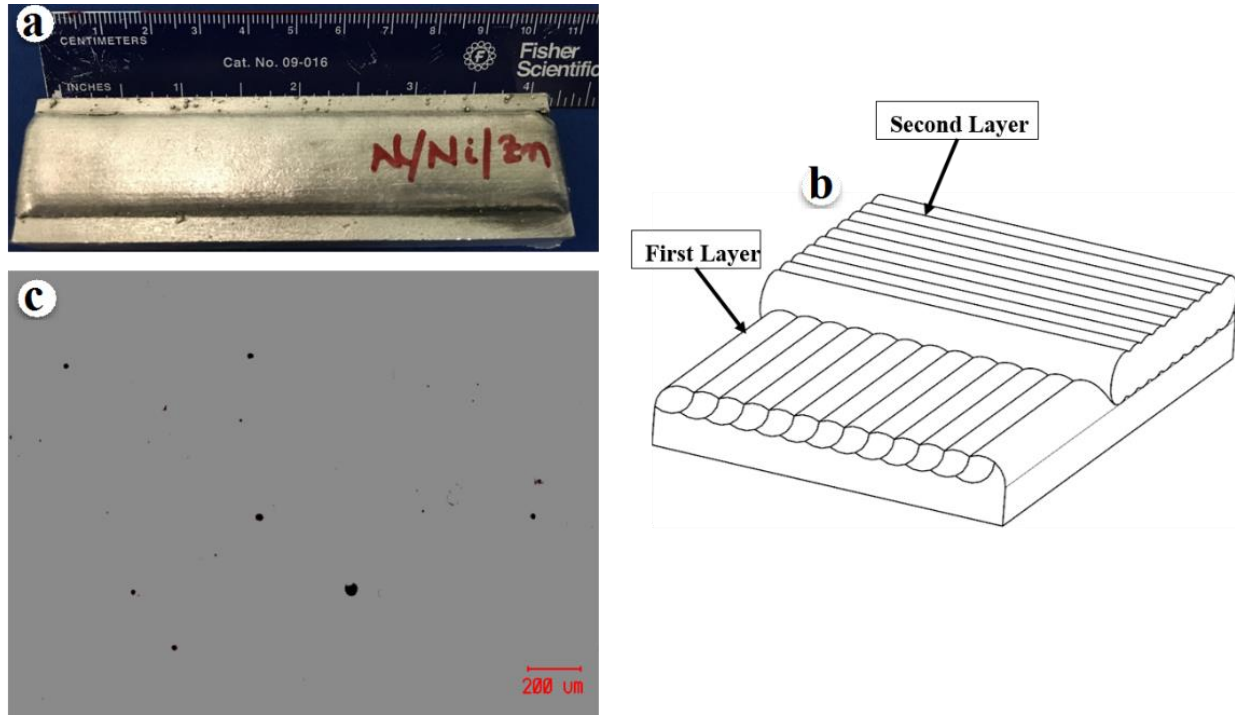 a
1 2 3 4 5 6 7 8 9 10 11
CENTIMETERS
Cat. No. 09-016
F
Fisher
Scientific
INCHES 1 2 3 4
N/Ni/Zn
b
Second Layer
First Layer
c
200 um